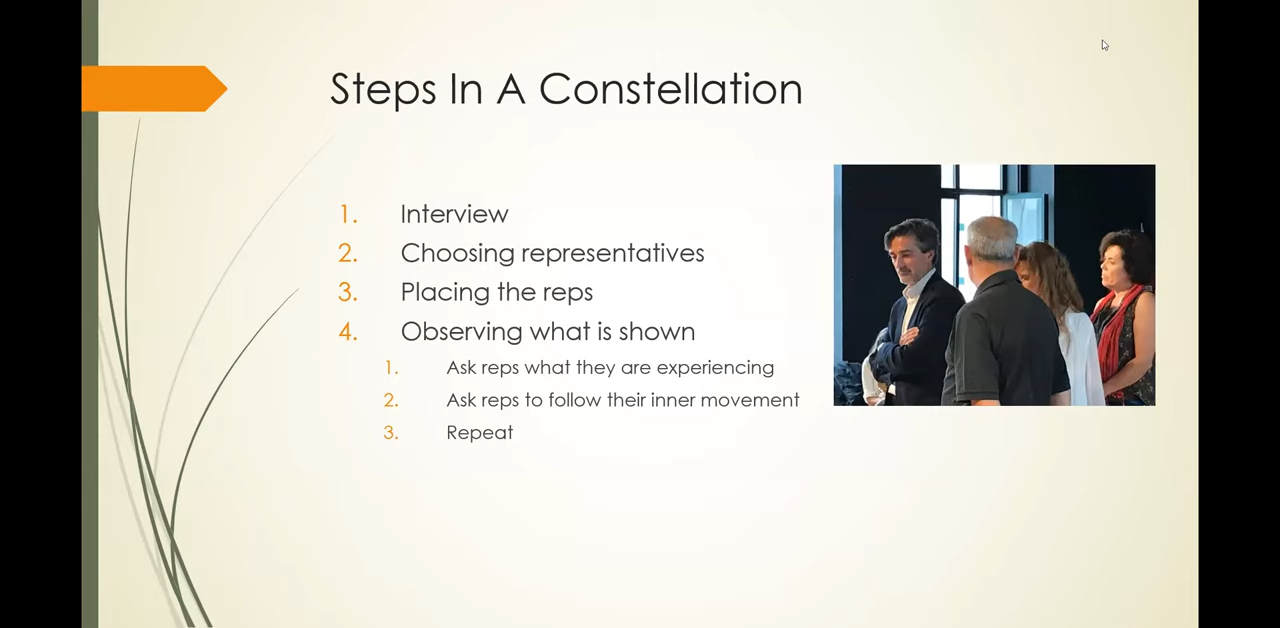 Steps In A Constellation
1. Interview
2. Choosing representatives
3. Placing the reps
4. Observing what is shown
1. Ask reps what they are experiencing
2. Ask reps to follow their inner movement
3. Repeat